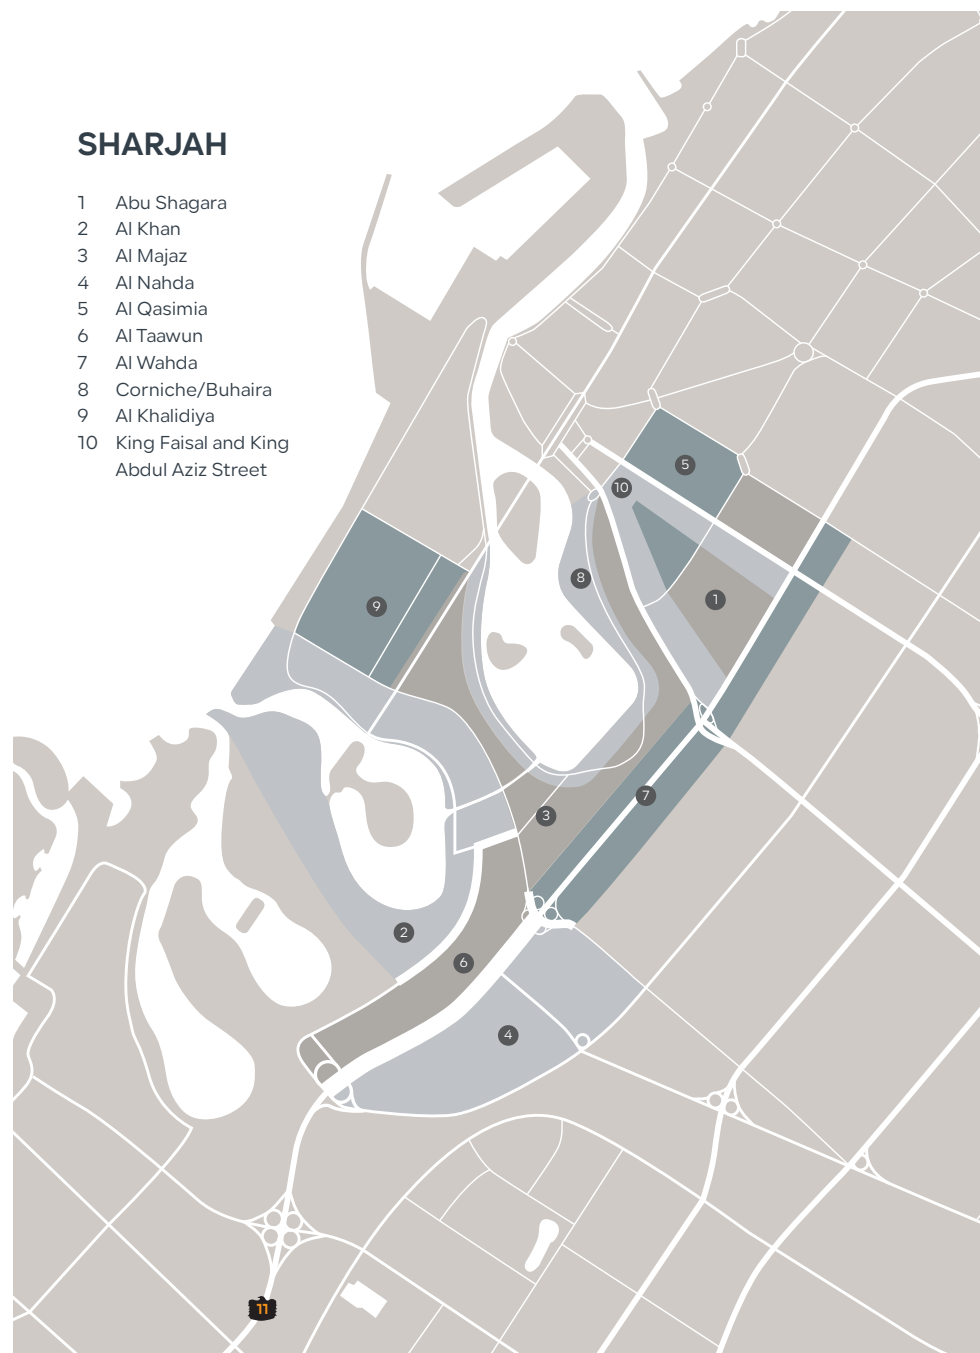 SHARJAH
1 Abu Shagara
2 Al Khan
3 Al Majaz
4 Al Nahda
5 Al Qasimia
6 Al Taawun
7 Al Wahda
8 Corniche/Buhaira
9 Al Khalidiya
10 King Faisal and King
Abdul Aziz Street
5
10
8
1
9
7
3
2
6
4
11